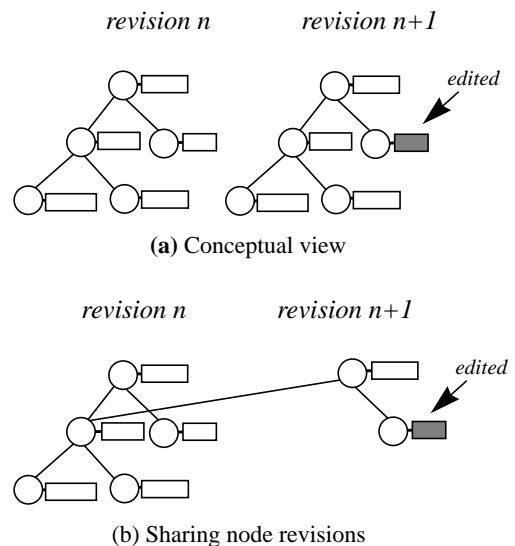 revision n revision n+1
edited
(a) Conceptual view
revision n revision n+1
edited
(b) Sharing node revisions